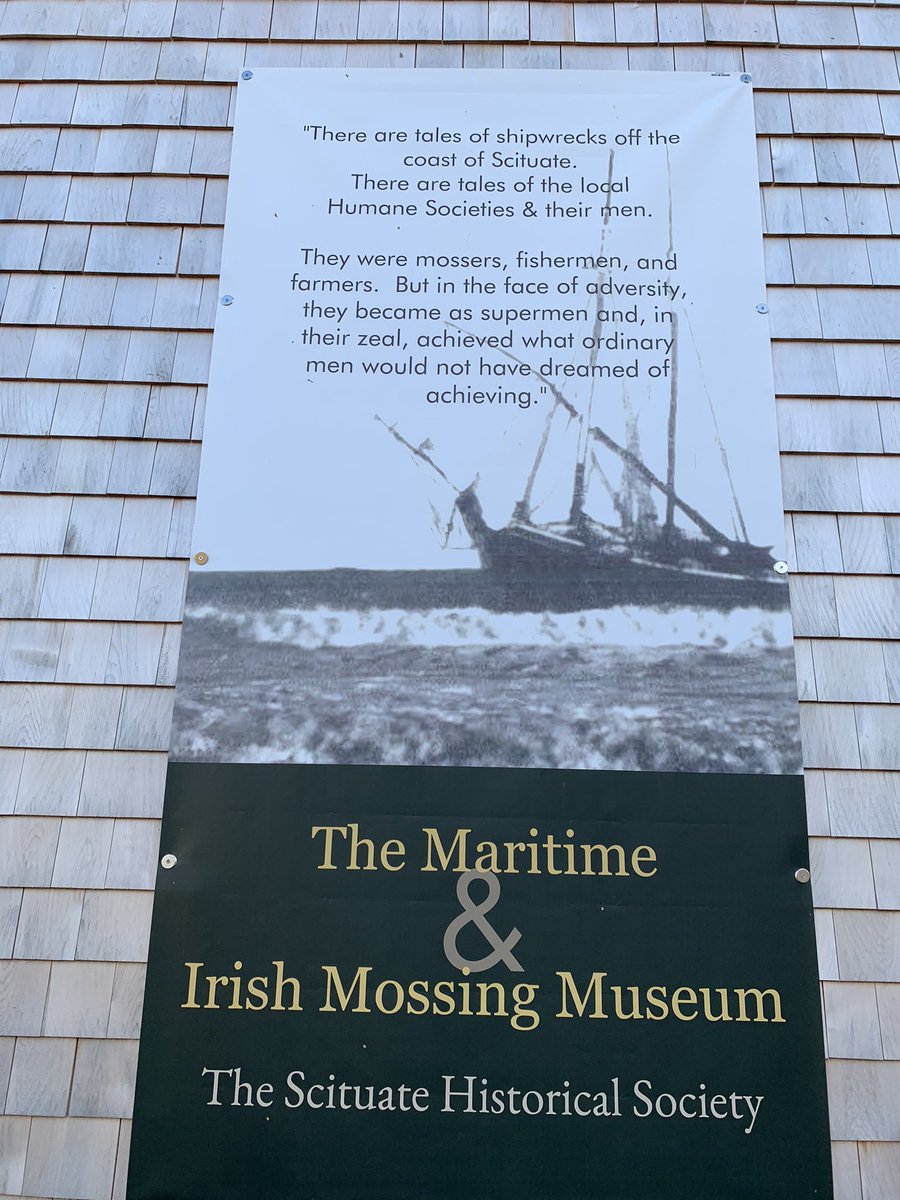 "There are tales of shipwrecks off the
coast of Scituate.
There are tales of the local
Humane Societies & their men.
They were mossers, fishermen, and
farmers. But in the face of adversity,
they became as supermen and, in
their zeal, achieved what ordinary
men would not have dreamed of
achieving."
The Maritime
&
Irish Mossing Museum
The Scituate Historical Society